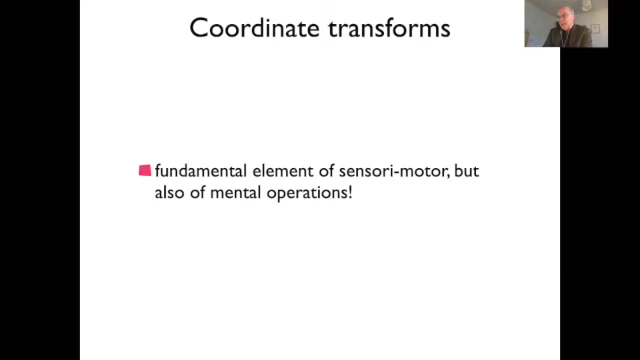 Coordinate transforms
fundamental element of sensori-motor, but
also of mental operations!